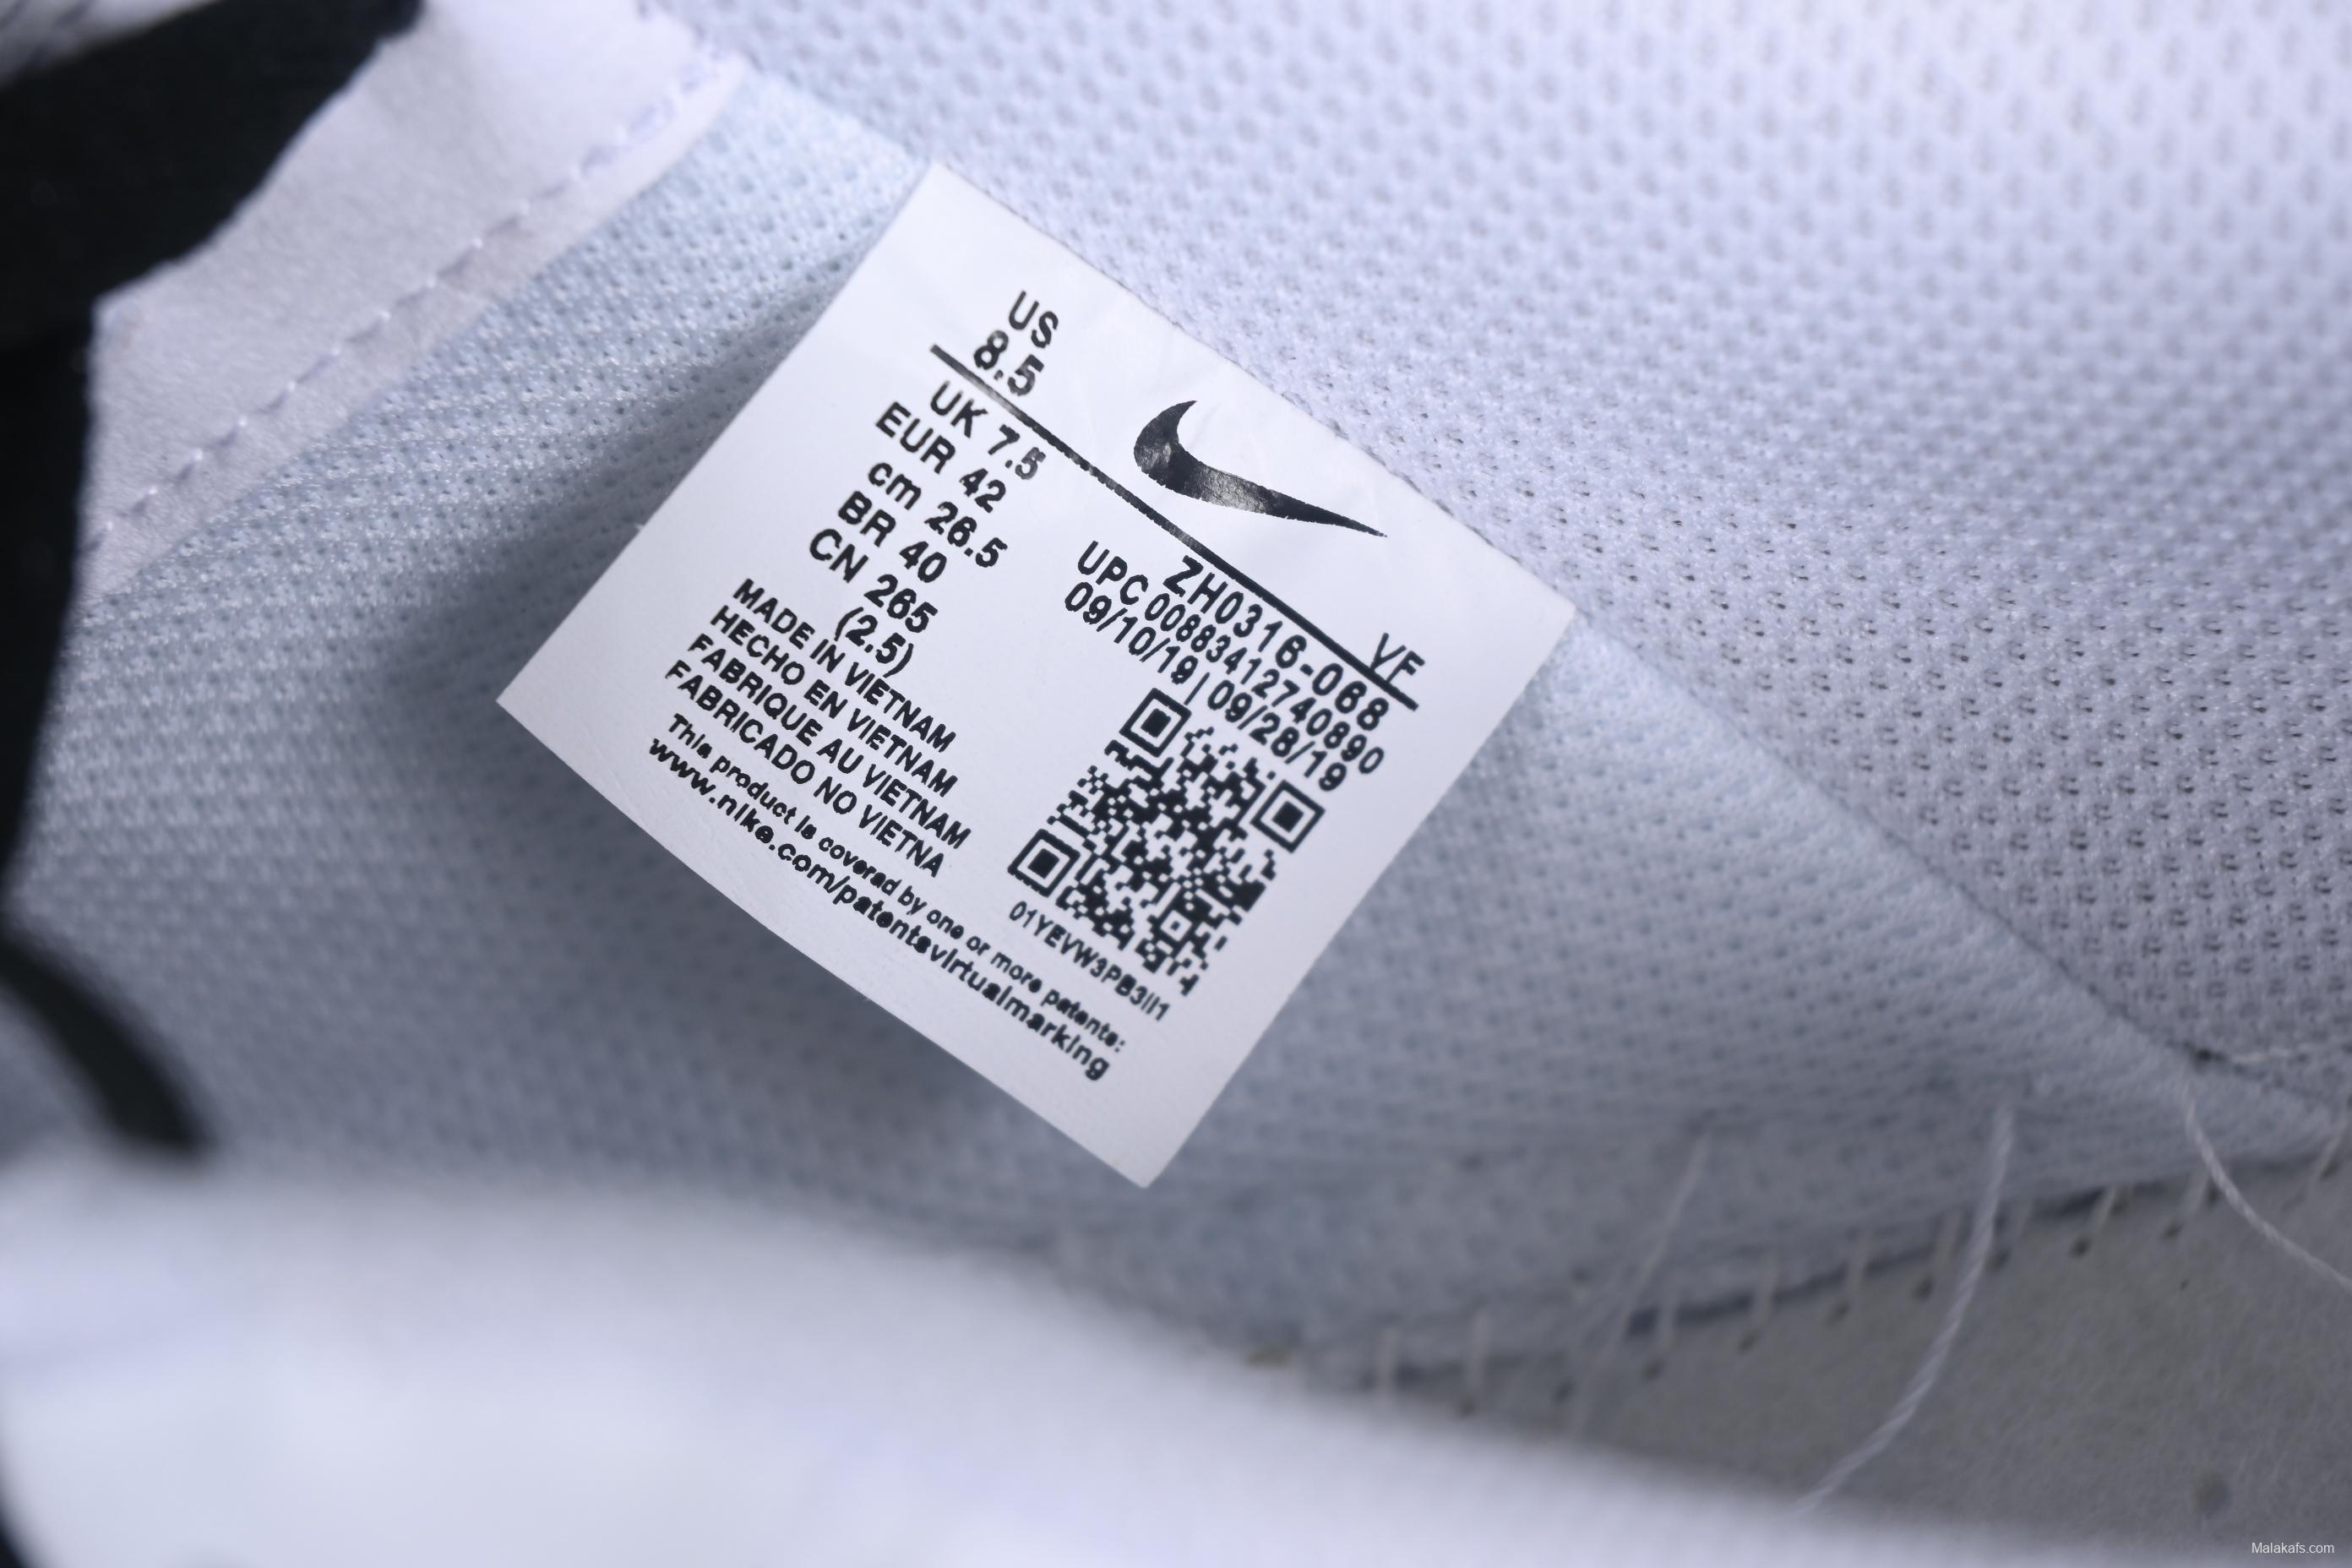 US
8.5
UK 7.5
EUR 42
cm 26.5
BR 40
CN 265
(2.5)
MADE IN VIETNAM
HECHO EN VIETNAM
FABRIQUE AU VIETNAM
FABRICADO NO VIETNA
This product is covered by one or more patents:
www.nike.com/patentsvirtualmarking
YF
ZH0316-068
UPC 00883412740890
09/10/19 | 09/28/19
Malakafs.com